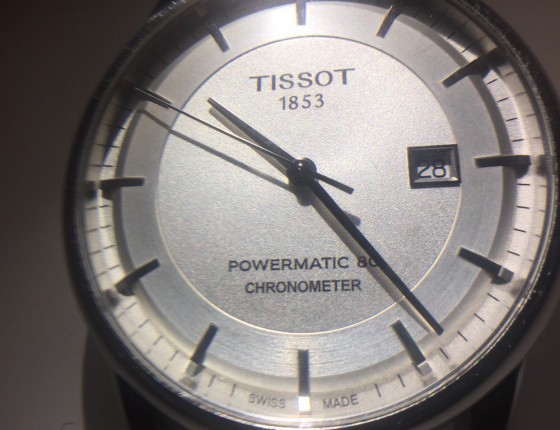 TISSOT
1853
28
POWERMATIC 80
CHRONOMETER
SWISS MADE